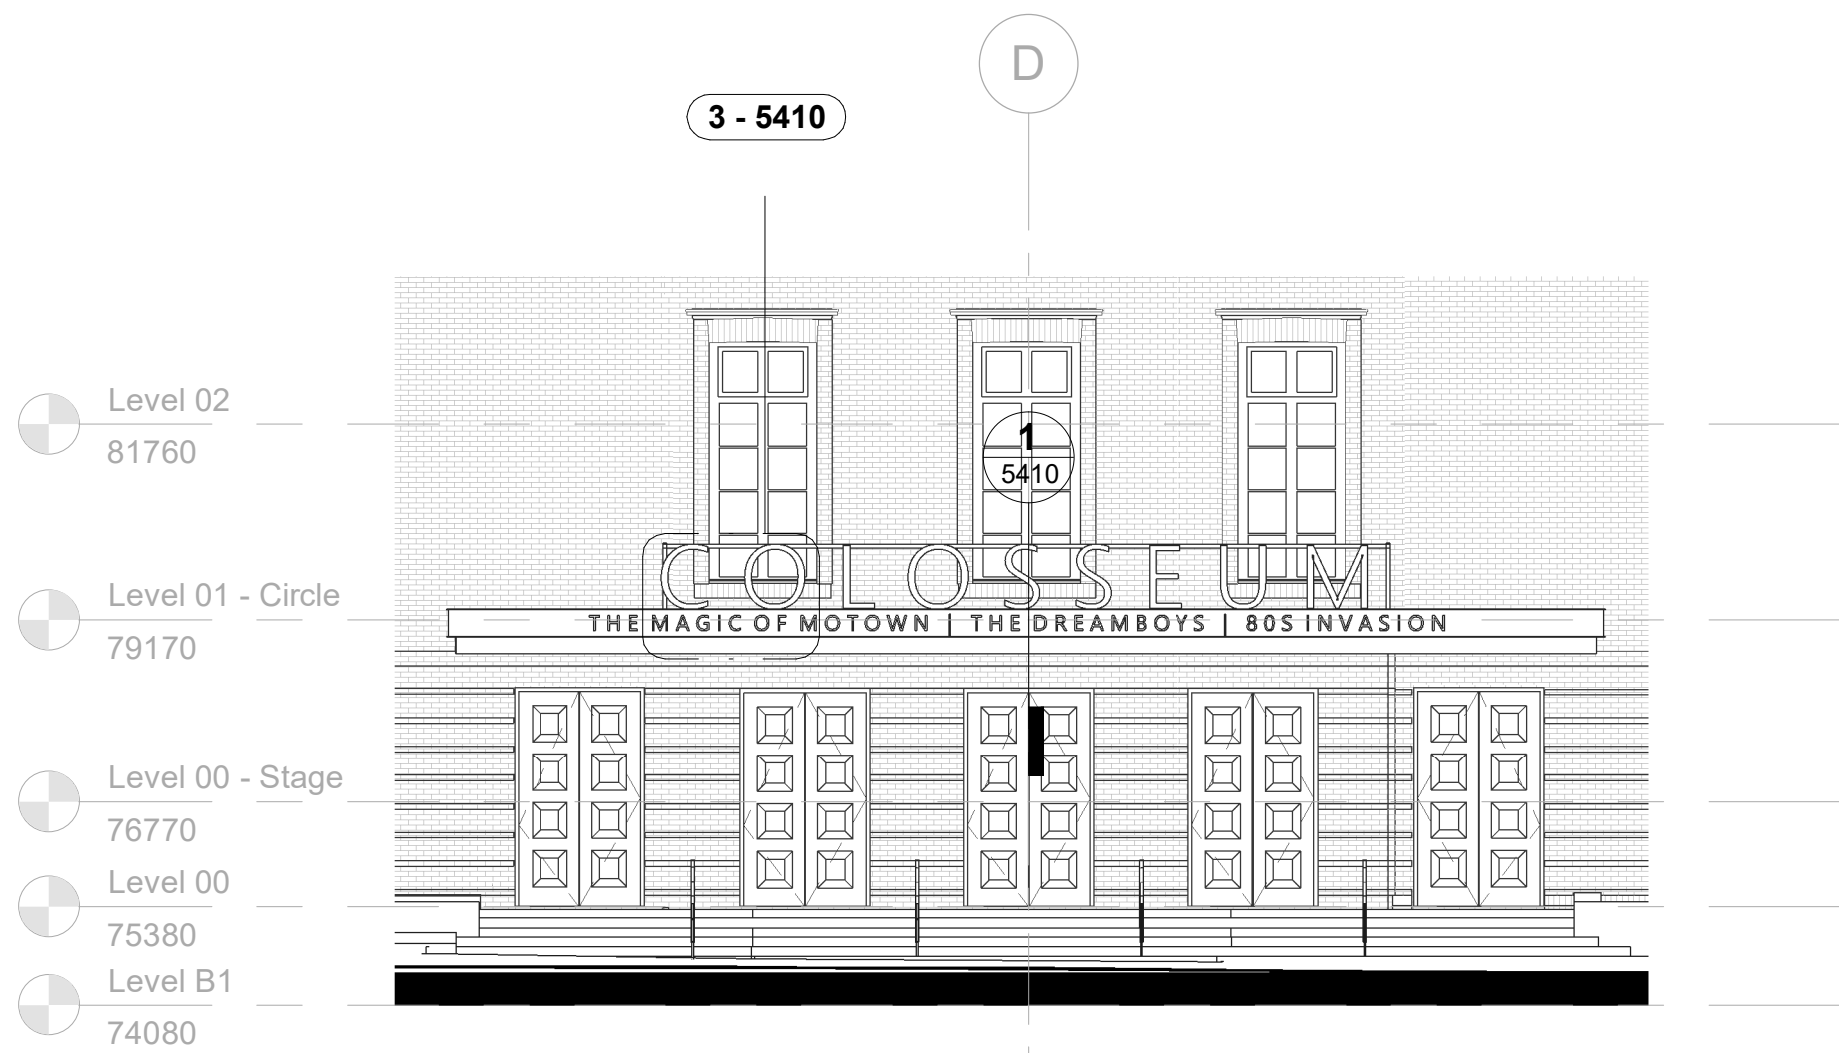 D
3 - 5410
Level 02
81760
1
5410
COLOSSEUM
Level 01 - Circle
THE MAGIC OF MOTOWN | THE DREAMBOYS | 80S INVASION
79170
Level 00 - Stage
76770
Level 00
75380
Level B1
74080